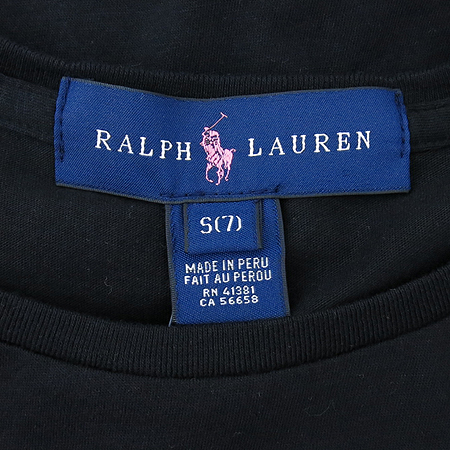 RALPH LAUREN
S(7)
MADE IN PERU
FAIT AU PEROU
RN 41381
CA 56658